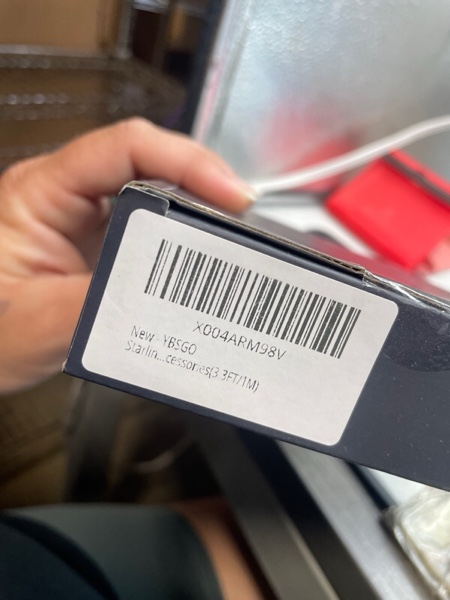 X004ARM98V
New - YBSGO
Starlin...cessories(3.3FT/1M)